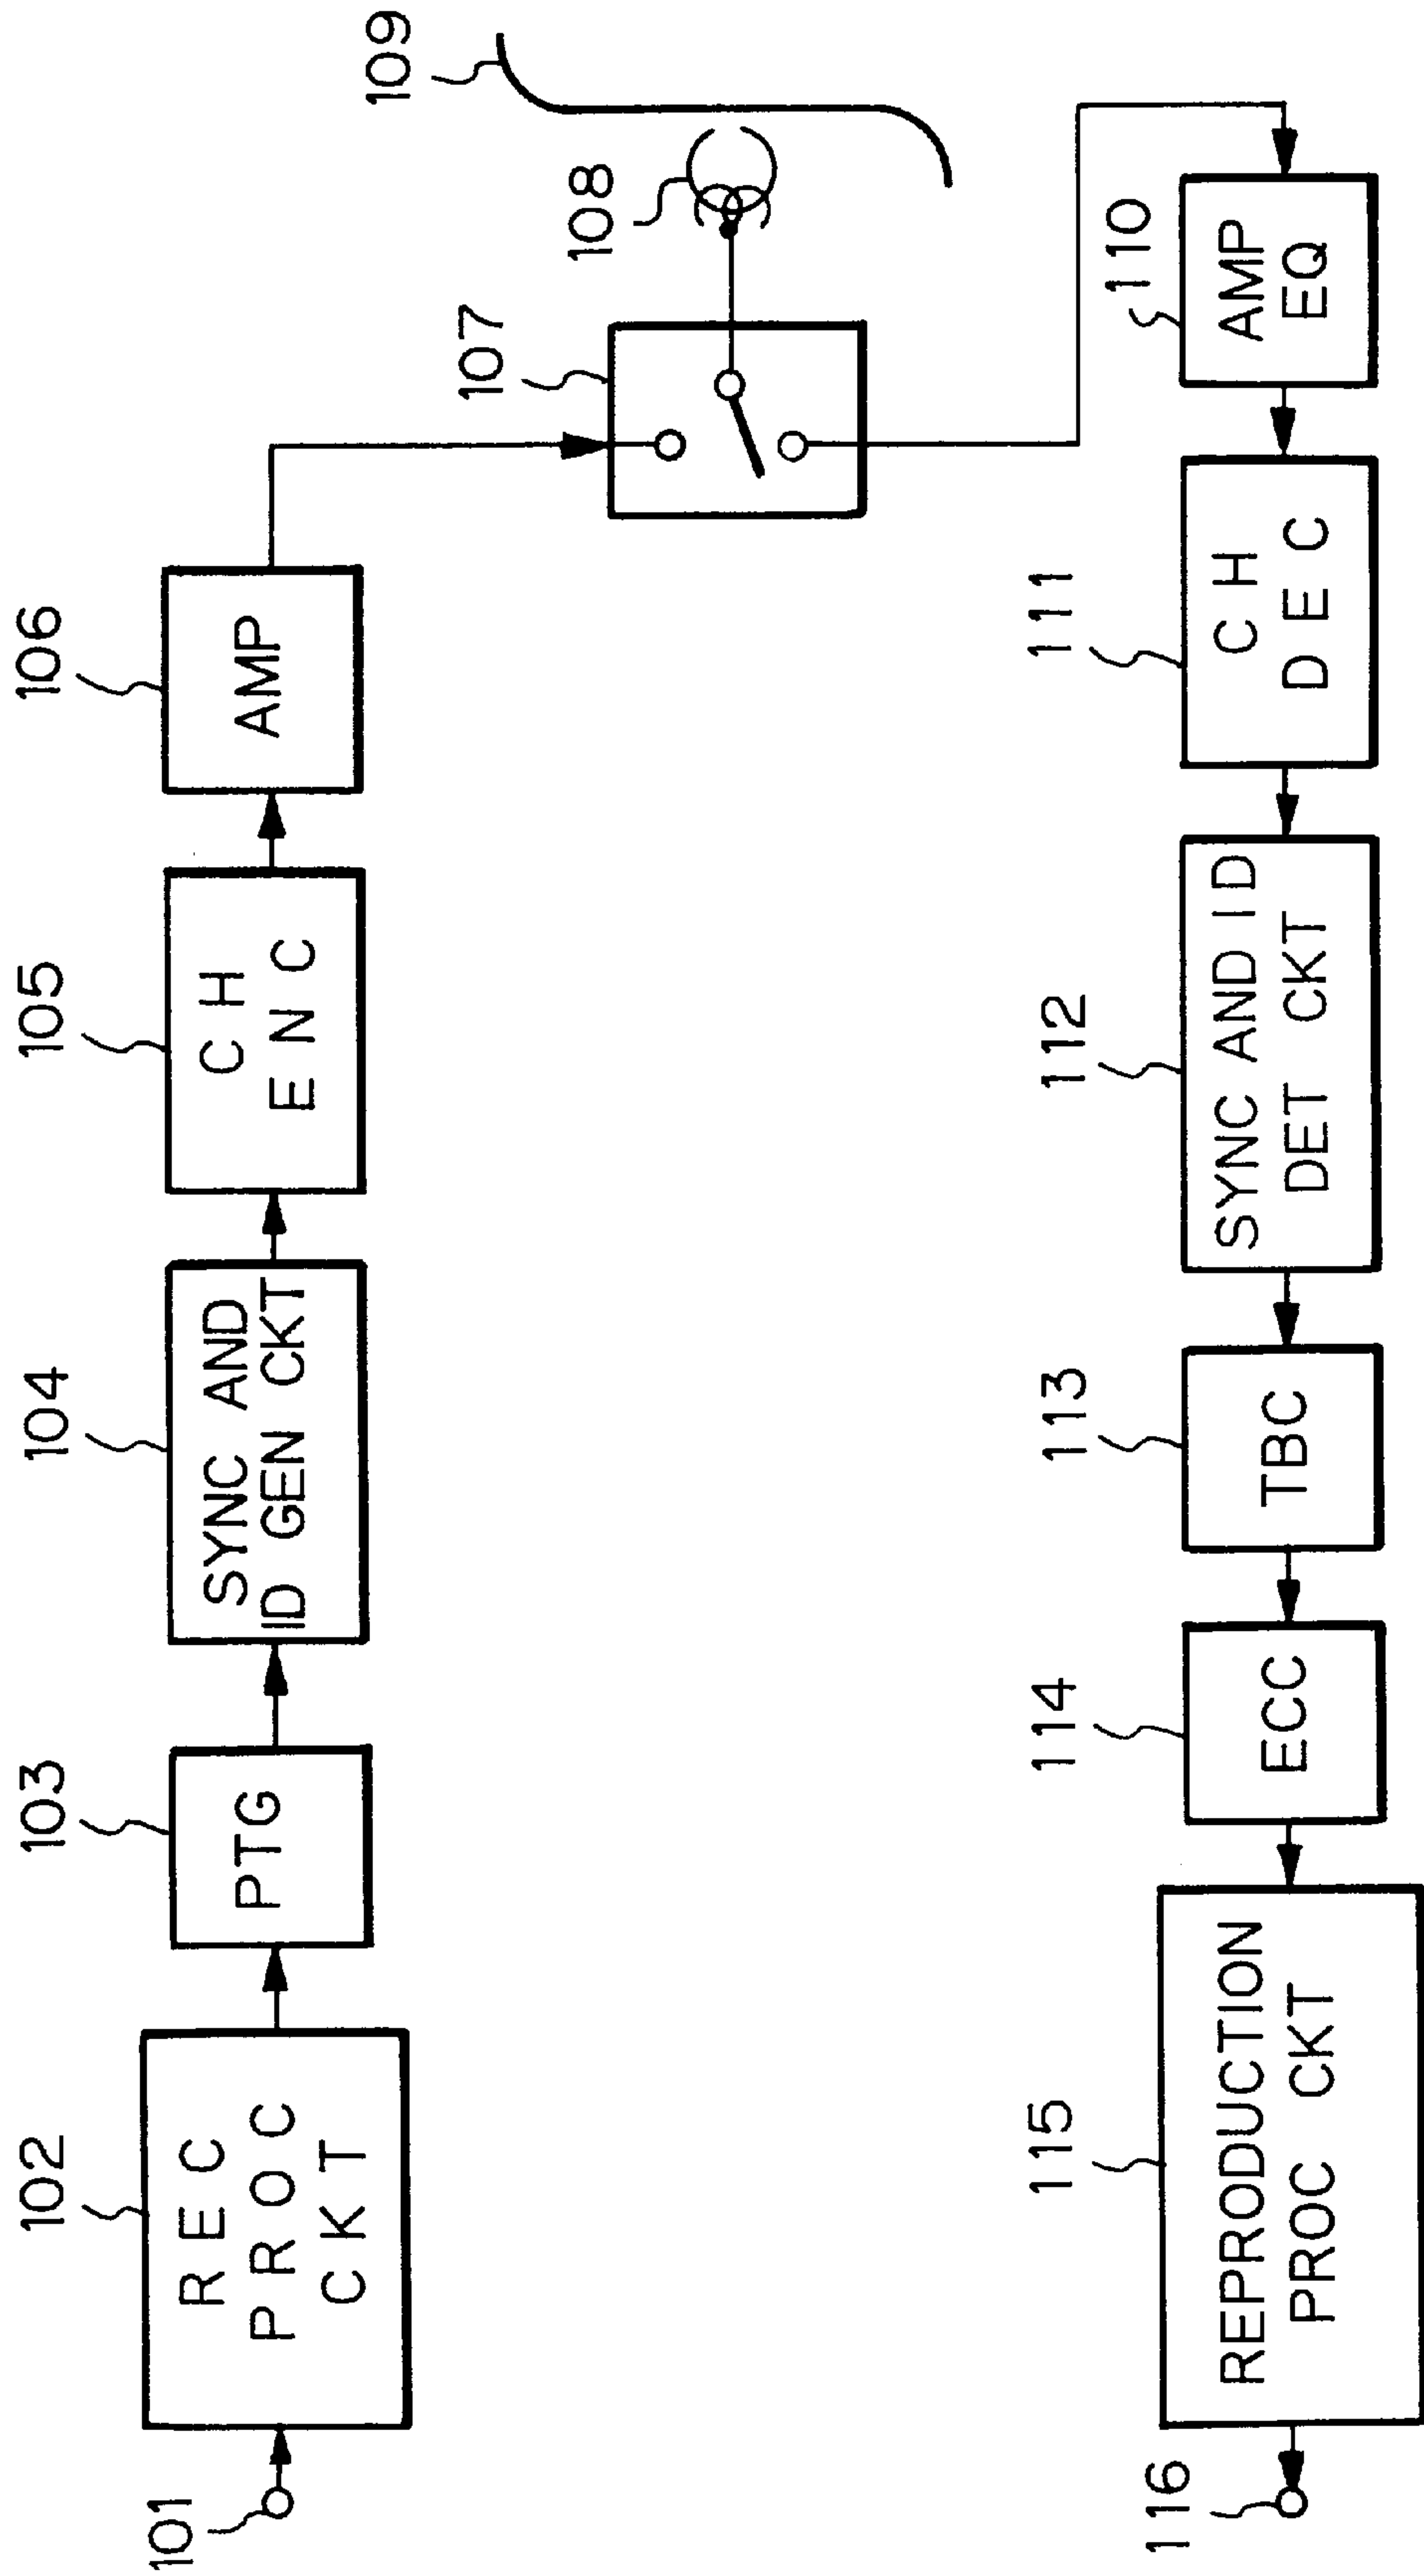 101
102
REC
PROC
CKT
103
PTG
104
SYNC AND
ID GEN CKT
105
CH
ENC
106
AMP
107
108
109
110
AMP
EQ
111
CH
DEC
112
SYNC AND ID
DET CKT
113
TBC
114
ECC
115
REPRODUCTION
PROC CKT
116